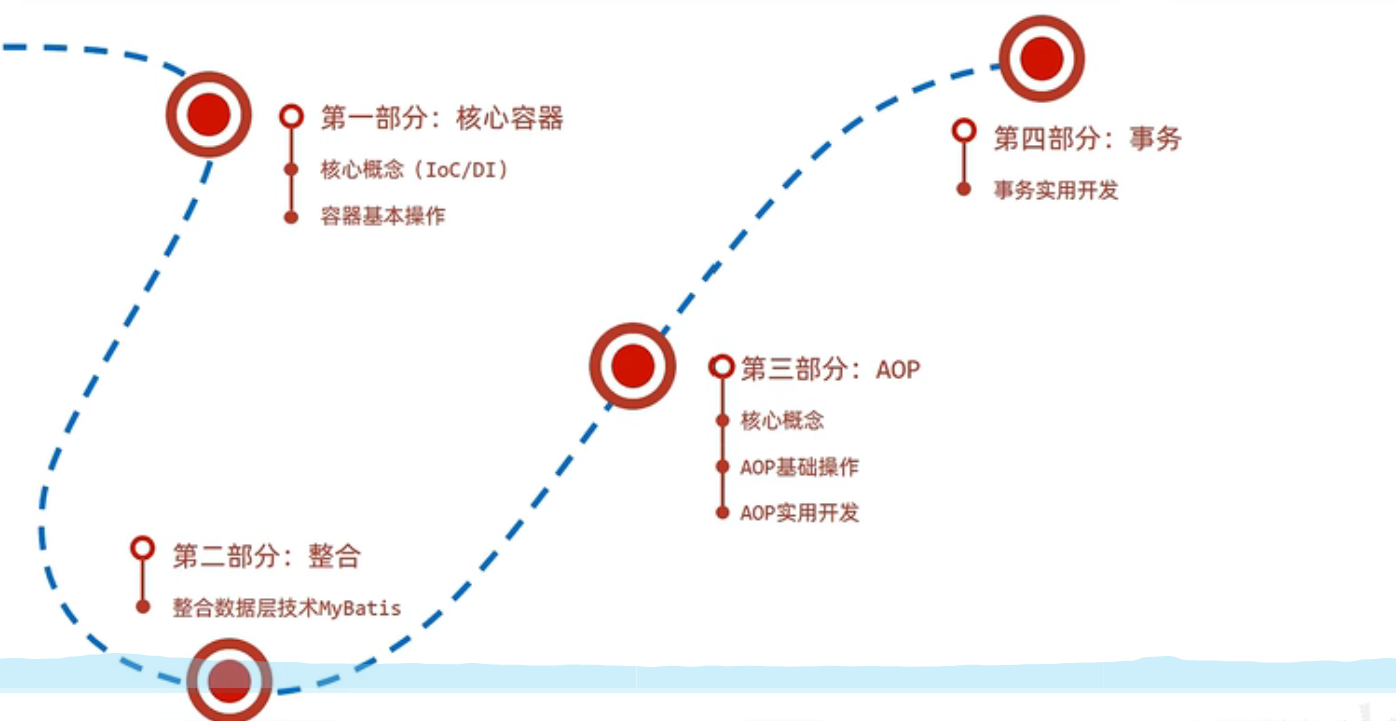 第一部分：核心容器
核心概念（IoC/DI）
容器基本操作
第二部分：整合
整合数据层技术MyBatis
第三部分：AOP
核心概念
AOP基础操作
AOP实用开发
第四部分：事务
事务实用开发